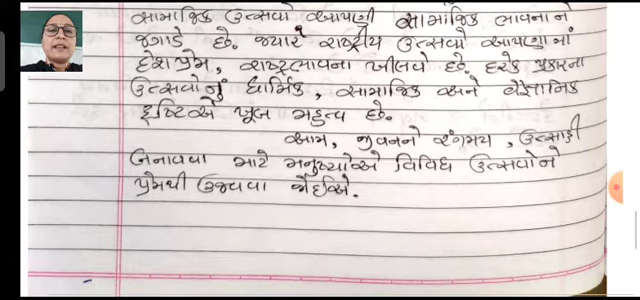 સામાજિક ઉત્સવો આપણી સામાજિક ભાવનાને
જગાડે છે. જ્યારે રાષ્ટ્રીય ઉત્સવો આપણામાં
દેશપ્રેમ, રાષ્ટ્રભાવના ખીલવે છે. દરેક પ્રકારના
ઉત્સવોનું ધાર્મિક, સામાજિક અને વૈજ્ઞાનિક
દૃષ્ટિએ ખૂબ મહત્વ છે.
આમ, જીવનને રંગમય, ઉત્સાહી
બનાવવા માટે મનુષ્યોએ વિવિધ ઉત્સવોને
પ્રેમથી ઉજવવા જોઈએ.